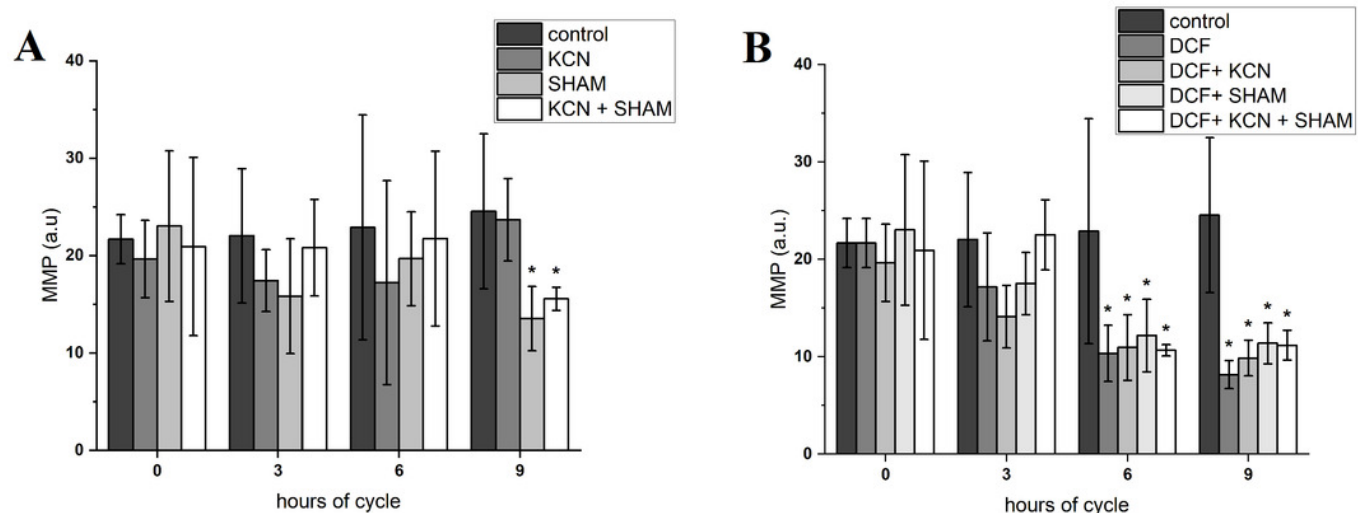 A
control
KCN
SHAM
KCN + SHAM
MMP (a.u)
40
30
20
10
0
* *
0 3 6 9
hours of cycle
B
control
DCF
DCF+ KCN
DCF+ SHAM
DCF+ KCN + SHAM
MMP (a.u.)
40
30
20
10
0
* * * * * * * *
0 3 6 9
hours of cycle